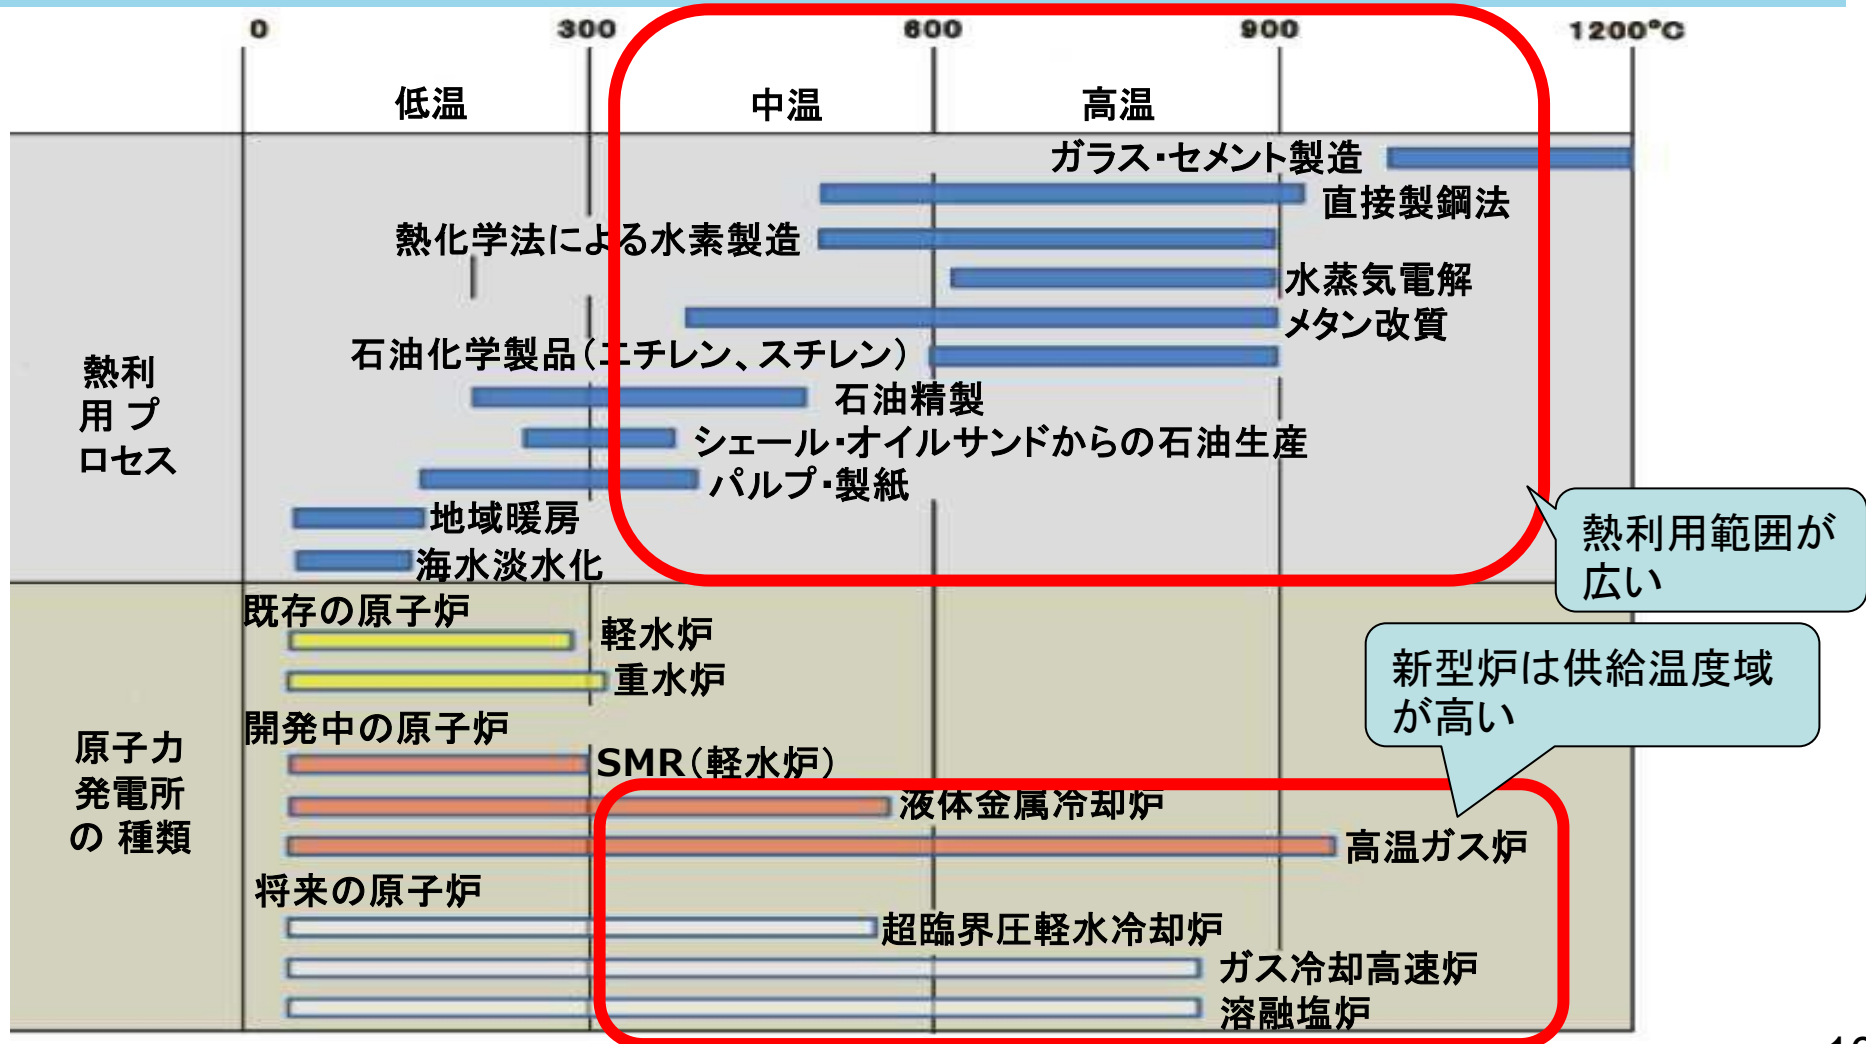 0 300 600 900 1200°C
低温 中温 高温
ガラス・セメント製造
直接製鋼法
熱化学法による水素製造
水蒸気電解
メタン改質
石油化学製品（エチレン、スチレン）
石油精製
シェール・オイルサンドからの石油生産
パルプ・製紙
地域暖房
海水淡水化
熱利
用 プ
ロセス
熱利用範囲が
広い
既存の原子炉
軽水炉
重水炉
開発中の原子炉
SMR（軽水炉）
液体金属冷却炉
高温ガス炉
将来の原子炉
超臨界圧軽水冷却炉
ガス冷却高速炉
溶融塩炉
原子力
発電所
の 種類
新型炉は供給温度域
が高い